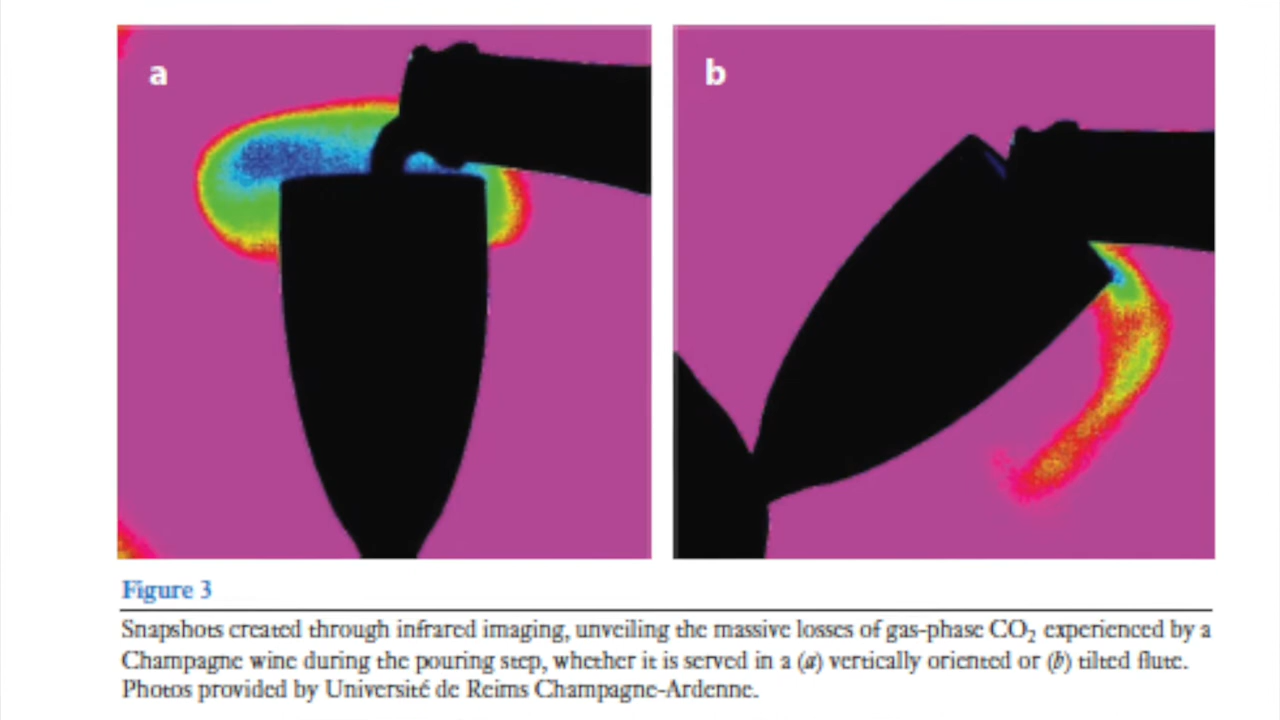 a
b
Figure 3
Snapshots created through infrared imaging, unveiling the massive losses of gas-phase CO₂ experienced by a
Champagne wine during the pouring step, whether it is served in a (a) vertically oriented or (b) tilted flute.
Photos provided by Université de Reims Champagne-Ardenne.